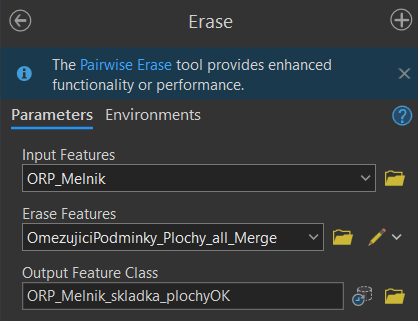 Erase
The Pairwise Erase tool provides enhanced
functionality or performance.
Parameters Environments
Input Features
ORP_Melnik
Erase Features
OmezujiciPodminky_Plochy_all_Merge
Output Feature Class
ORP_Melnik_skladka_plochyOK